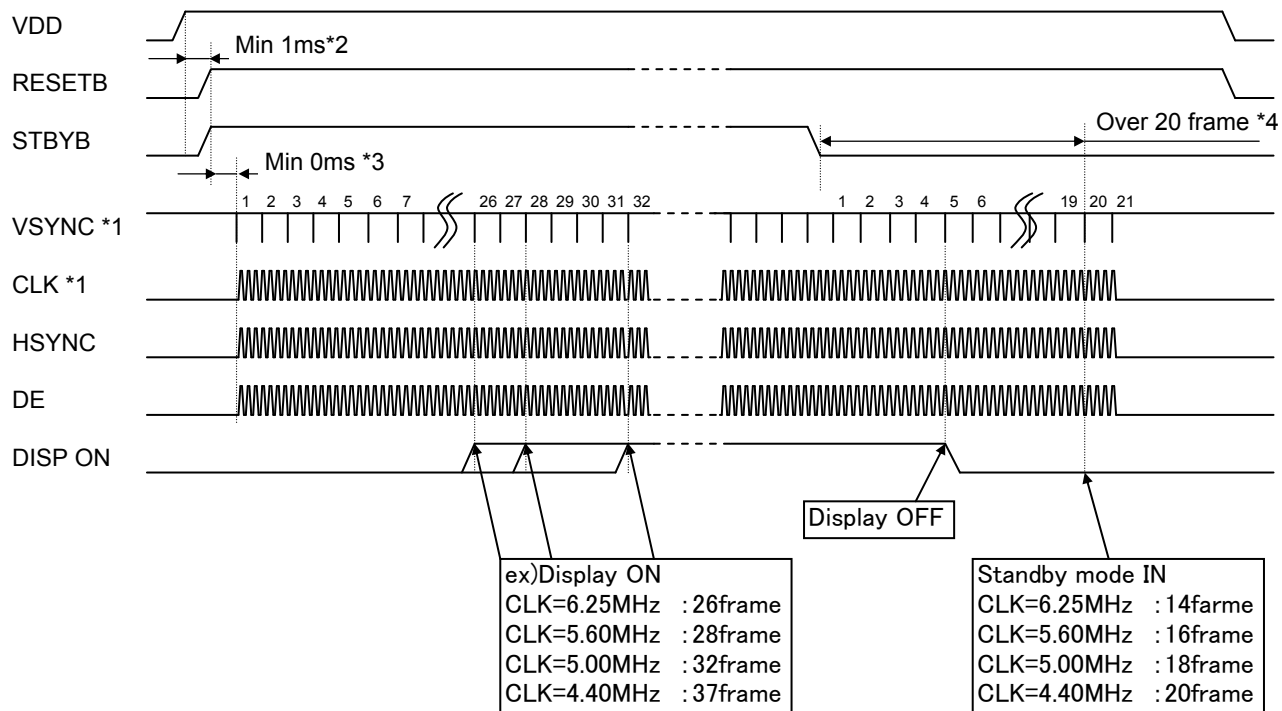 VDD
Min 1ms*2
RESETB
STBYB
Over 20 frame *4
Min 0ms *3
1 2 3 4 5 6 7 26 27 28 29 30 31 32 1 2 3 4 5 6 19 20 21
VSYNC *1
CLK *1
HSYNC
DE
DISP ON
Display OFF
ex)Display ON
CLK=6.25MHz :26frame
CLK=5.60MHz :28frame
CLK=5.00MHz :32frame
CLK=4.40MHz :37frame
Standby mode IN
CLK=6.25MHz :14farme
CLK=5.60MHz :16frame
CLK=5.00MHz :18frame
CLK=4.40MHz :20frame